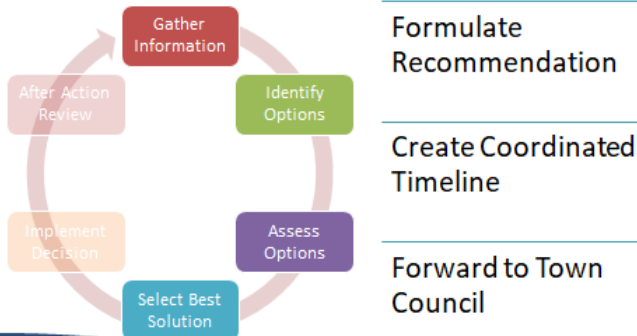 Gather
Information
Identify
Options
Assess
Options
Select Best
Solution
Implement
Decision
After Action
Review
Formulate
Recommendation
Create Coordinated
Timeline
Forward to Town
Council